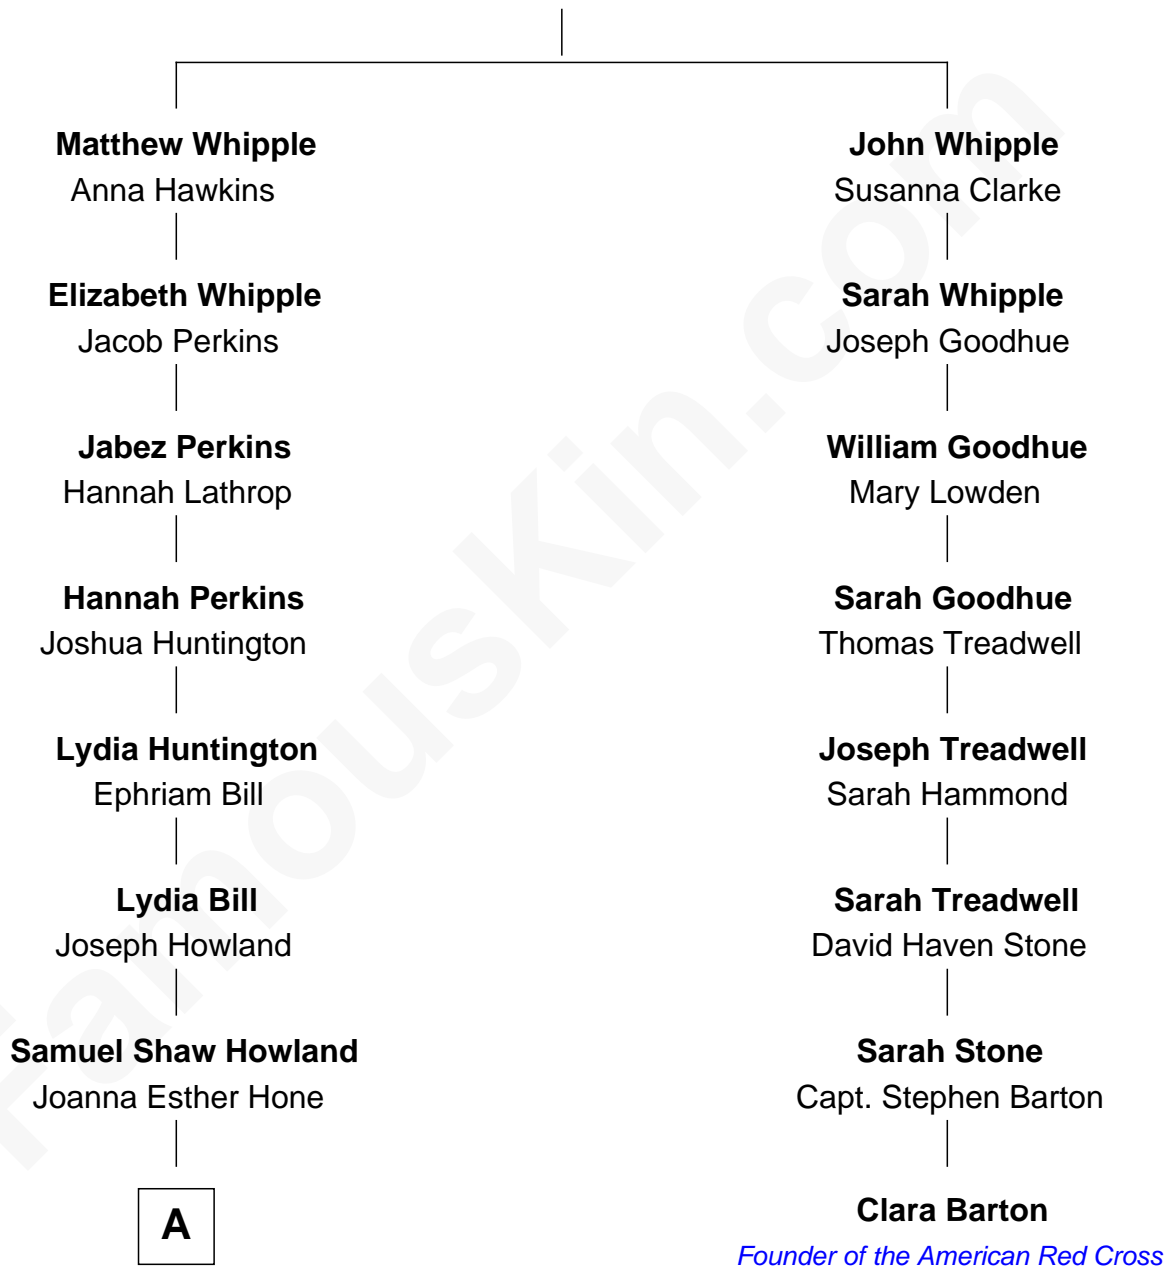 Matthew Whipple
Anna Hawkins
Elizabeth Whipple
Jacob Perkins
Jabez Perkins
Hannah Lathrop
Hannah Perkins
Joshua Huntington
Lydia Huntington
Ephriam Bill
Lydia Bill
Joseph Howland
Samuel Shaw Howland
Joanna Esther Hone
A
John Whipple
Susanna Clarke
Sarah Whipple
Joseph Goodhue
William Goodhue
Mary Lowden
Sarah Goodhue
Thomas Treadwell
Joseph Treadwell
Sarah Hammond
Sarah Treadwell
David Haven Stone
Sarah Stone
Capt. Stephen Barton
Clara Barton
Founder of the American Red Cross
FamousKin.com